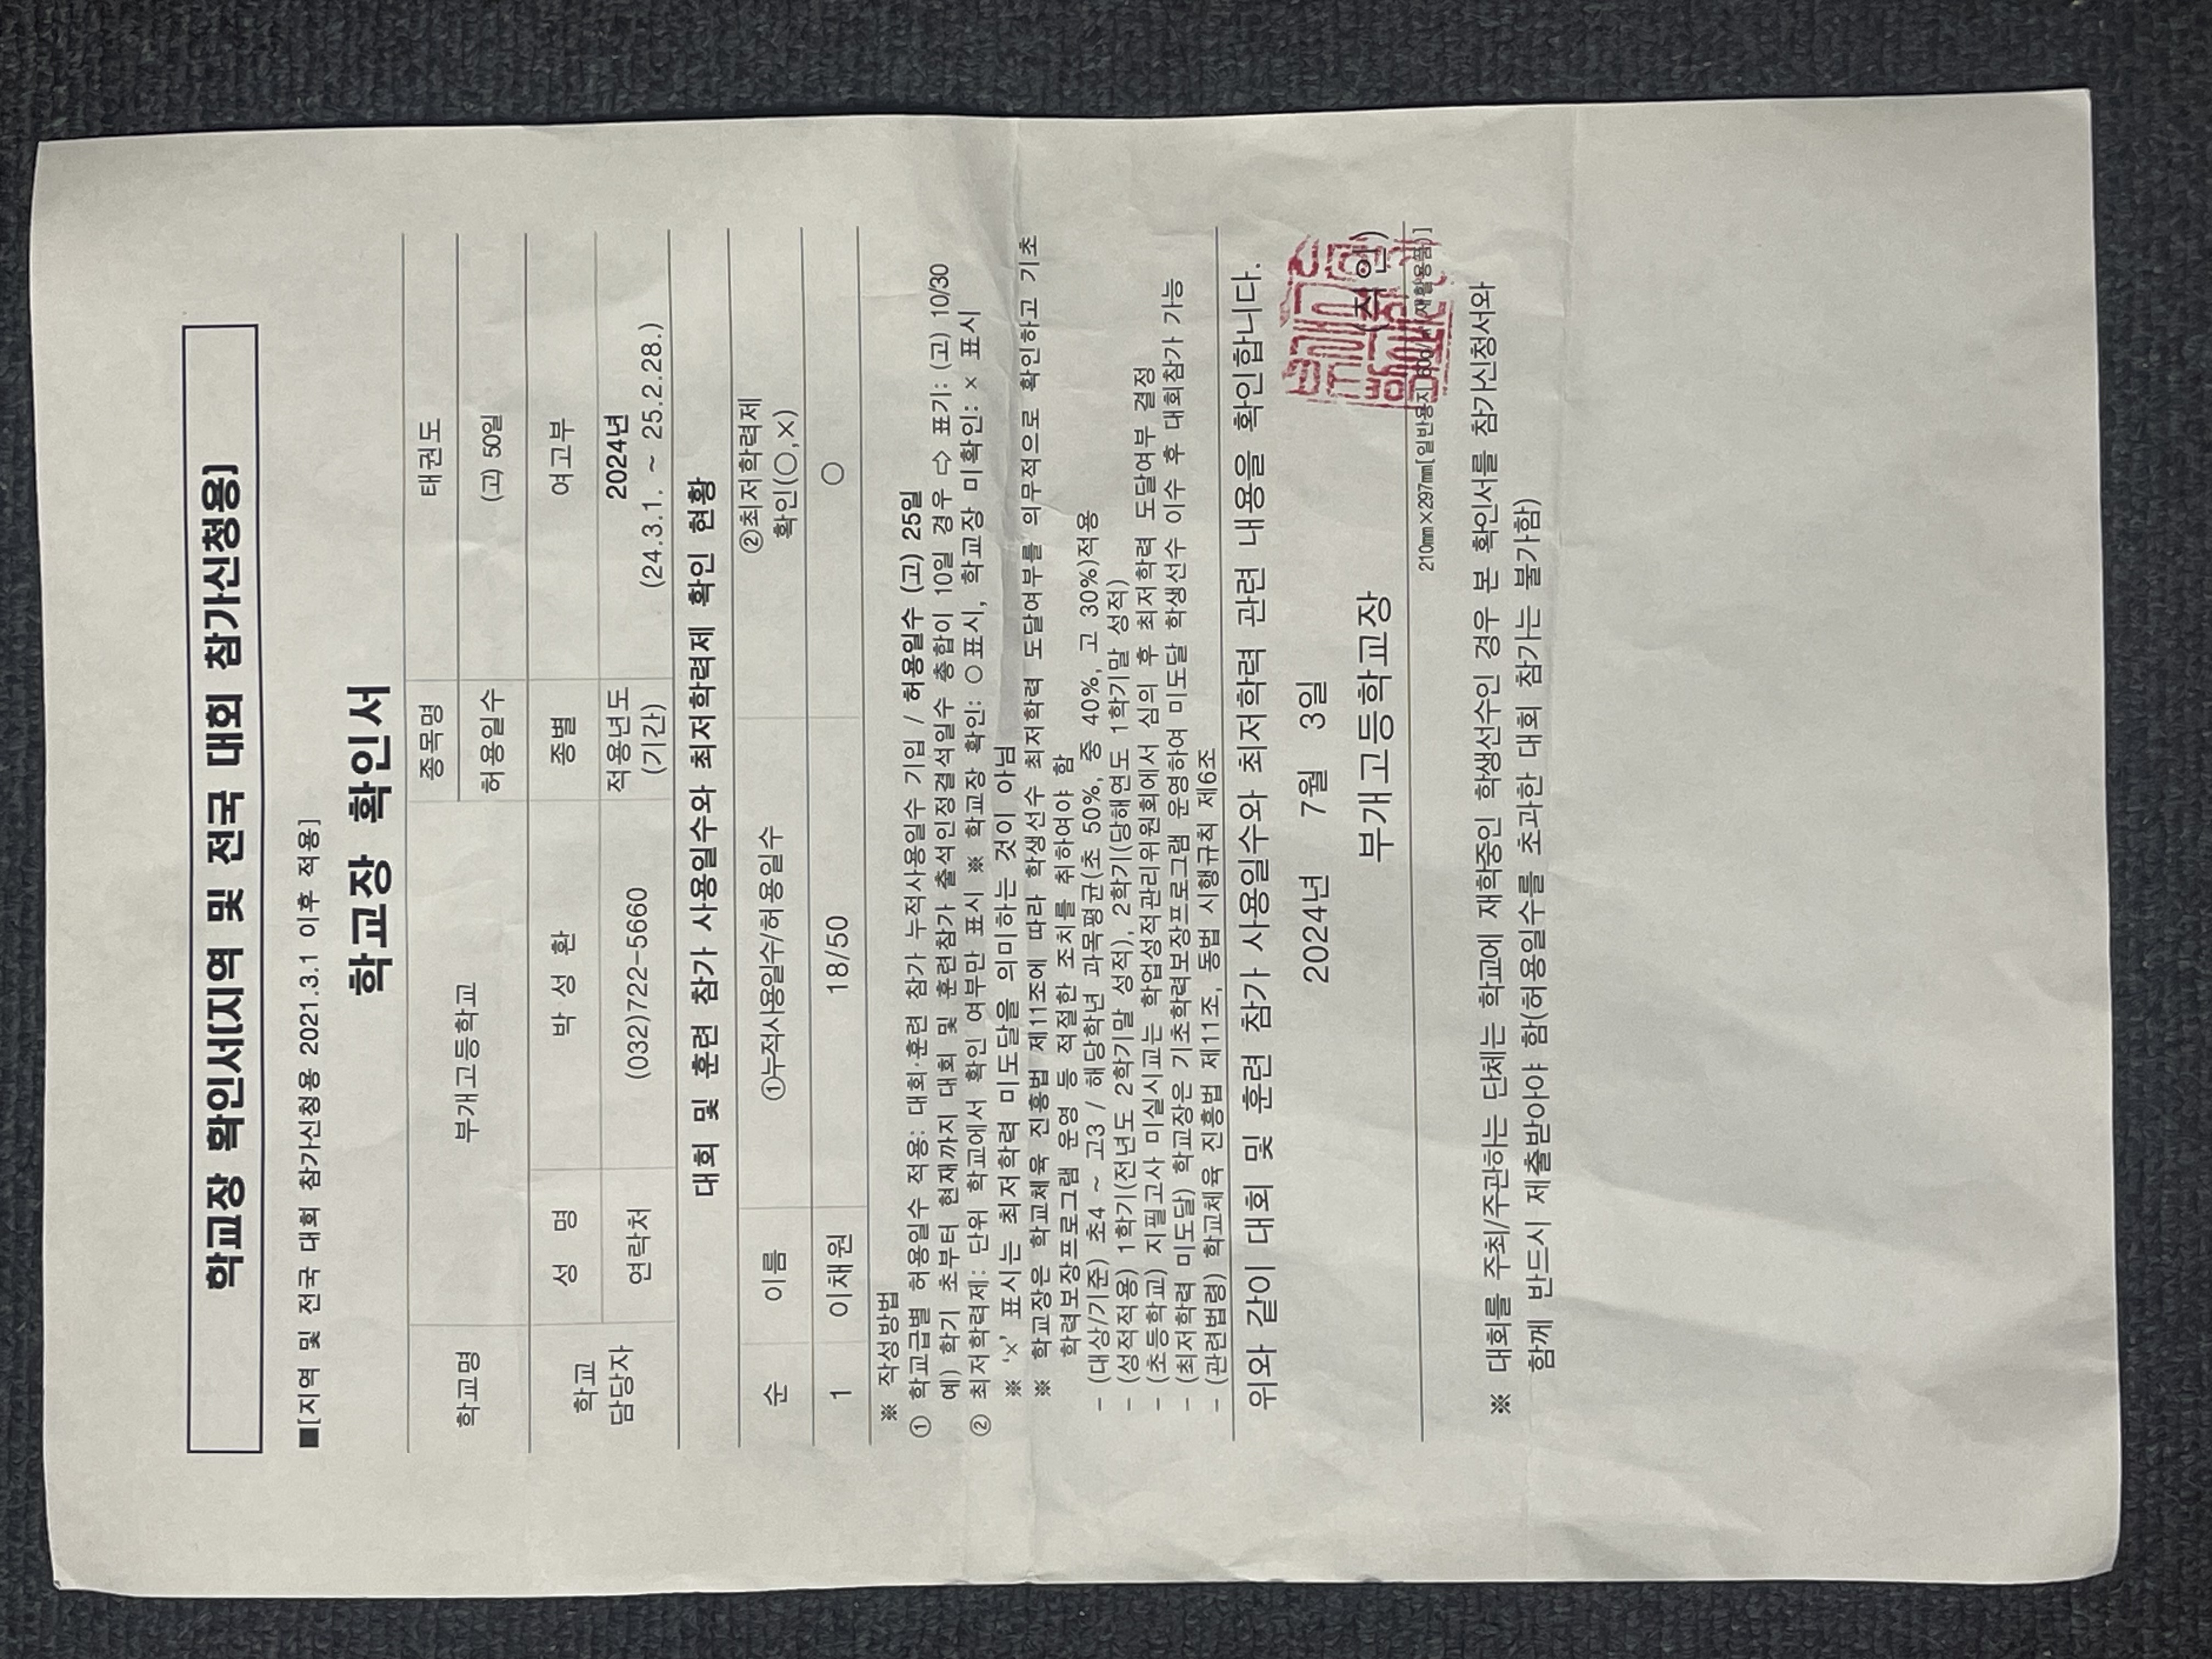 학교장 확인서[지역 및 전국 대회 참가신청용]
■[지역 및 전국 대회 참가신청용 2021.3.1 이후 적용]
학교장 확인서
학교명 부개고등학교 종목명 태권도
허용일수 (고) 50일
학교 담당자 성 명 박 성 환 종별 여고부
연락처 (032)722-5660 적용년도 (기간) 2024년
(24.3.1. ~ 25.2.28.)
대회 및 훈련 참가 사용일수와 최저학력제 확인 현황
순 이름 ①누적사용일수/허용일수 ②최저학력제
확인(○,×)
1 이채원 18/50 ○
※ 작성방법
① 학교급별 허용일수 적용: 대회·훈련 참가 누적사용일수 기입 / 허용일수 (고) 25일
예) 학기 초부터 현재까지 대회 및 훈련참가 출석인정결석일수 총합이 10일 경우 ⇨ 표기: (고) 10/30
② 최저학력제: 단위 학교에서 확인 여부만 표시 ※ 학교장 확인: ○표시, 학교장 미확인: × 표시
※ '×' 표시는 최저학력 미도달을 의미하는 것이 아님
※ 학교장은 학교체육 진흥법 제11조에 따라 학생선수 최저학력 도달여부를 의무적으로 확인하고 기초
학력보장프로그램 운영 등 적절한 조치를 취하여야 함
- (대상/기준) 초4 ~ 고3 / 해당학년 과목평균(초 50%, 중 40%, 고 30%)적용
- (성적적용) 1학기(전년도 2학기말 성적), 2학기(당해연도 1학기말 성적)
- (초등학교) 지필고사 미실시교는 학업성적관리위원회에서 심의 후 최저학력 도달여부 결정
- (최저학력 미도달) 학교장은 기초학력보장프로그램 운영하여 미도달 학생선수 이수 후 대회참가 가능
- (관련법령) 학교체육 진흥법 제11조, 동법 시행규칙 제6조
위와 같이 대회 및 훈련 참가 사용일수와 최저학력 관련 내용을 확인합니다.
2024년 7월 3일
부개고등학교장 (직인)
210㎜×297㎜[일반용지 60g/㎡(재활용품)]
※ 대회를 주최/주관하는 단체는 학교에 재학중인 학생선수인 경우 본 확인서를 참가신청서와
함께 반드시 제출받아야 함(허용일수를 초과한 대회 참가는 불가함)